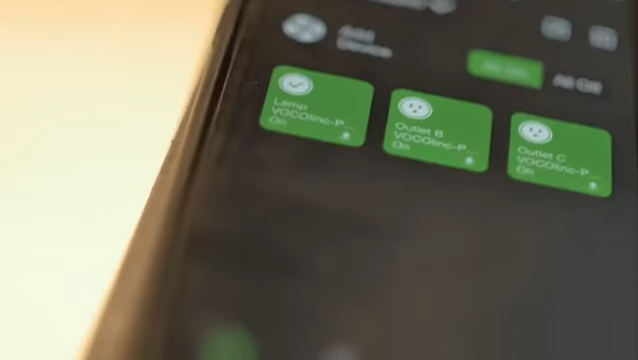 Add
Device
All Off
Lamp
VOCOlinc-P...
On
Outlet B
VOCOlinc-P...
On
Outlet C
VOCOlinc-P...
On